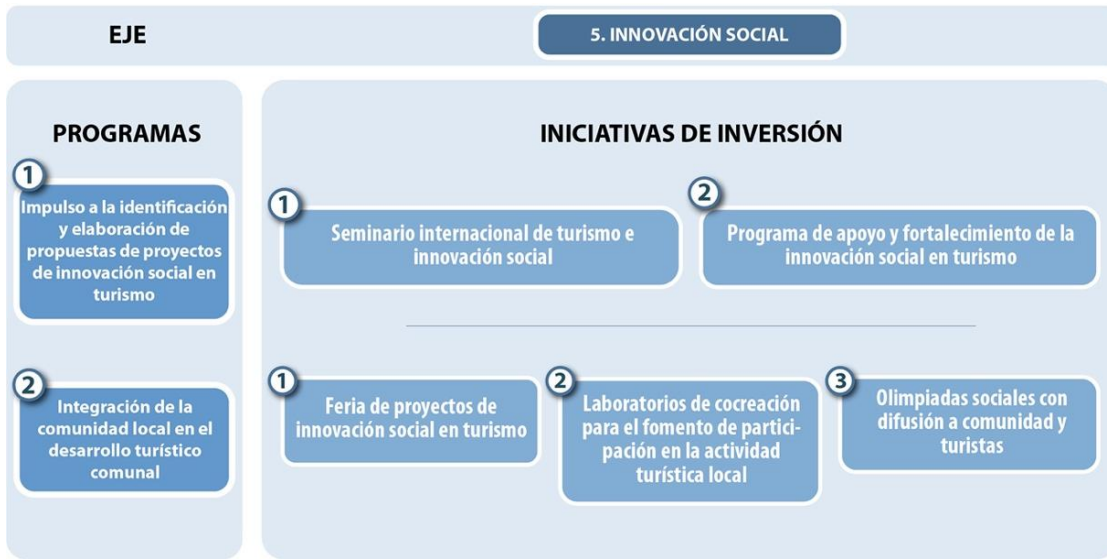 EJE
5. INNOVACIÓN SOCIAL
PROGRAMAS
1
Impulso a la identificación
y elaboración de
propuestas de proyectos
de innovación social en
turismo
2
Integración de la
comunidad local en el
desarrollo turístico
comunal
INICIATIVAS DE INVERSIÓN
1
Seminario internacional de turismo e
innovación social
2
Programa de apoyo y fortalecimiento de la
innovación social en turismo
1
Feria de proyectos de
innovación social en turismo
2
Laboratorios de cocreación
para el fomento de partici-
pación en la actividad
turística local
3
Olimpiadas sociales con
difusión a comunidad y
turistas